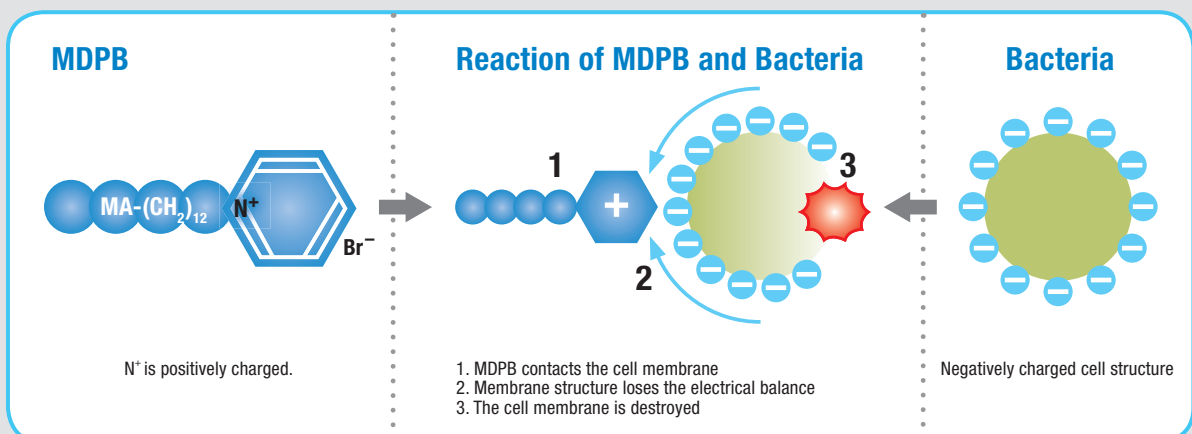 MDPB
MA-(CH₂)₁₂
N⁺
Br⁻
N⁺ is positively charged.
Reaction of MDPB and Bacteria
1
+
2
3
1. MDPB contacts the cell membrane
2. Membrane structure loses the electrical balance
3. The cell membrane is destroyed
Bacteria
Negatively charged cell structure